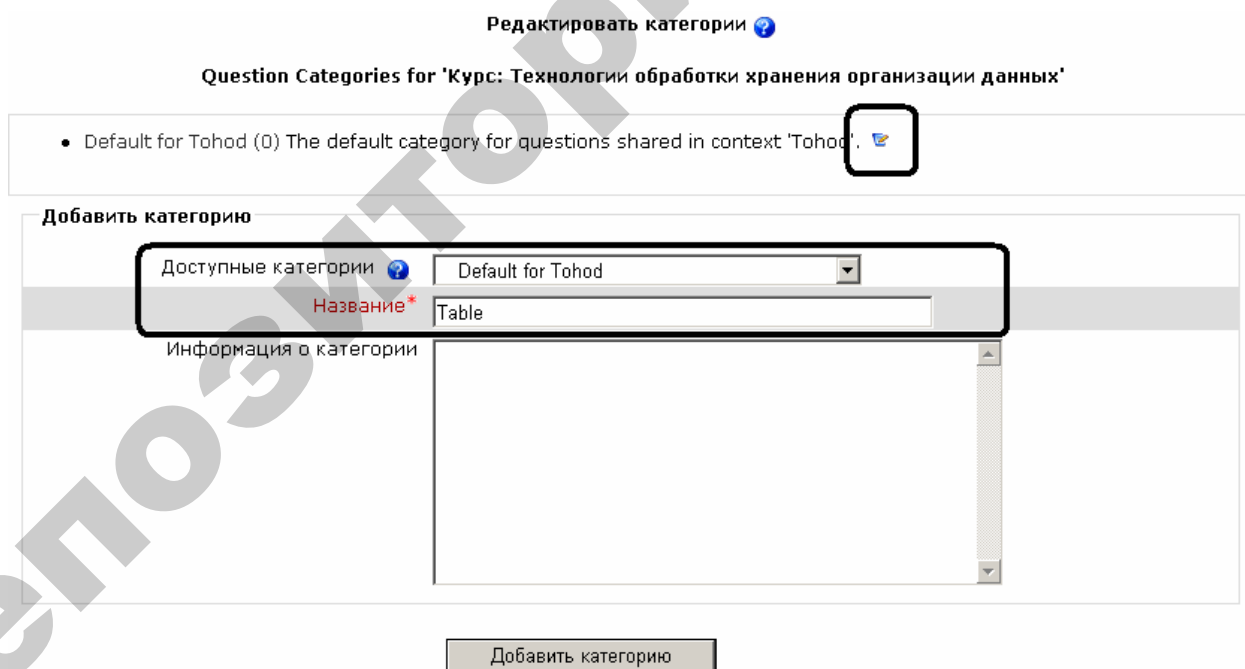 Редактировать категории
Question Categories for 'Курс: Технологии обработки хранения организации данных'
• Default for Tohod (0) The default category for questions shared in context 'Tohod'.
Добавить категорию
Доступные категории Default for Tohod
Название* Table
Информация о категории
Добавить категорию